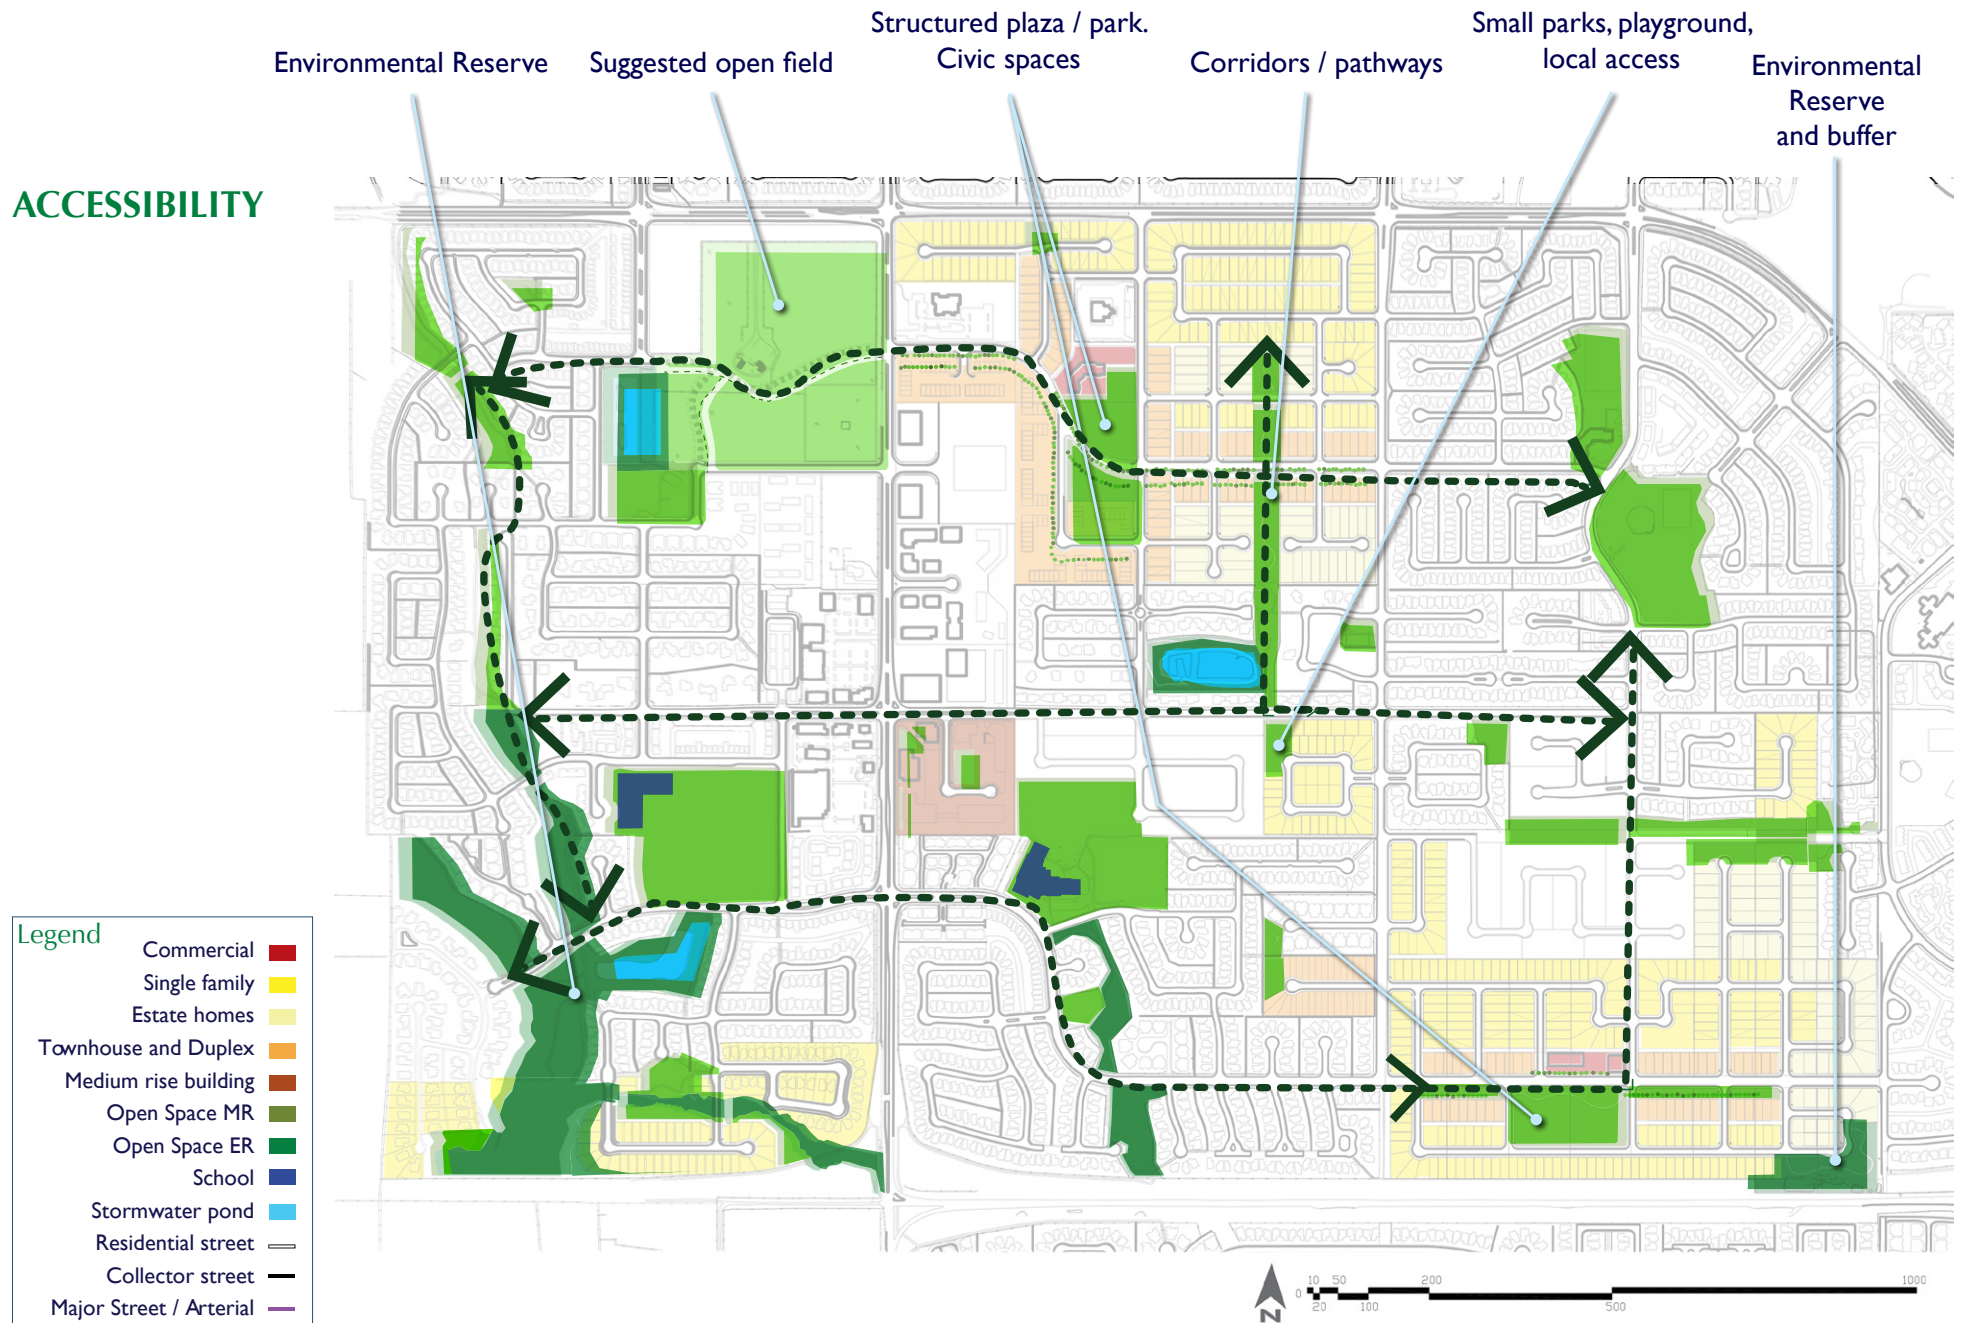 Structured plaza / park.
Civic spaces
Small parks, playground,
local access
Environmental Reserve
Suggested open field
Corridors / pathways
Environmental
Reserve
and buffer
ACCESSIBILITY
Legend
Commercial
Single family
Estate homes
Townhouse and Duplex
Medium rise building
Open Space MR
Open Space ER
School
Stormwater pond
Residential street
Collector street
Major Street / Arterial
N
10 50 200 1000
0
20 100 500